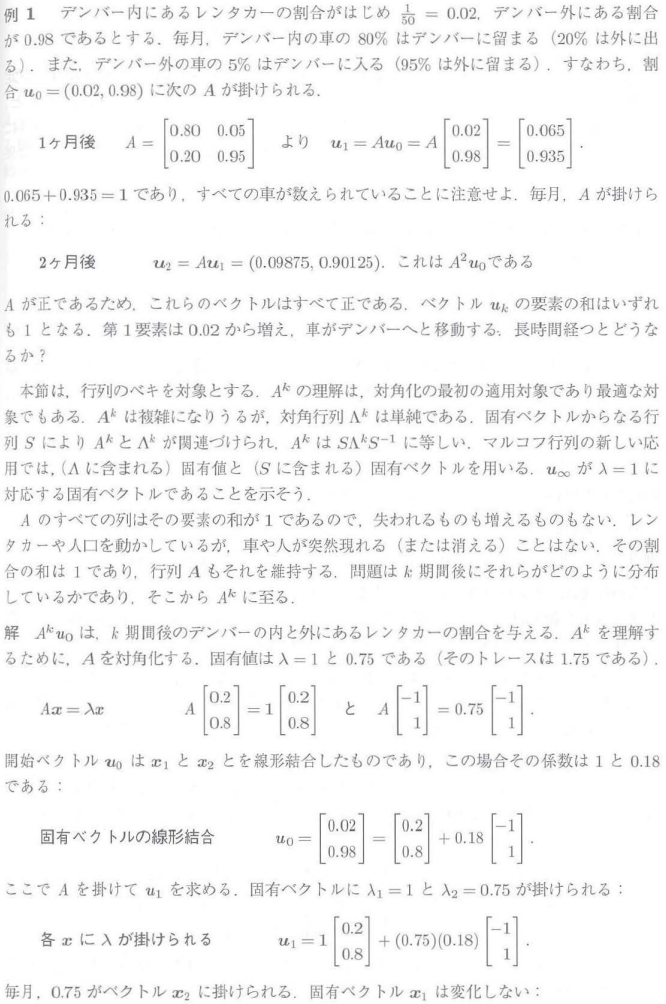 例 1 デンバー内にあるレンタカーの割合がはじめ 1/50 = 0.02, デンバー外にある割合
が 0.98 であるとする. 毎月, デンバー内の車の 80% はデンバーに留まる (20% は外に出
る). また, デンバー外の車の 5% はデンバーに入る (95% は外に留まる). すなわち, 割
合 u₀ = (0.02, 0.98) に次の A が掛けられる.
1ヶ月後 A = [0.80 0.05; 0.20 0.95] より u₁ = Au₀ = A [0.02; 0.98] = [0.065; 0.935].
0.065+0.935 = 1 であり, すべての車が数えられていることに注意せよ. 毎月, A が掛けら
れる:
2ヶ月後 u₂ = Au₁ = (0.09875, 0.90125). これは A²u₀である
A が正であるため, これらのベクトルはすべて正である. ベクトル uₖ の要素の和はいずれ
も 1 となる. 第 1 要素は 0.02 から増え, 車がデンバーへと移動する. 長時間経つとどうな
るか?
本節は, 行列のベキを対象とする. Aᵏ の理解は, 対角化の最初の適用対象であり最適な対
象でもある. Aᵏ は複雑になりうるが, 対角行列 Λᵏ は単純である. 固有ベクトルからなる行
列 S により Aᵏ と Λᵏ が関連づけられ, Aᵏ は SΛᵏS⁻¹ に等しい. マルコフ行列の新しい応
用では, (Λ に含まれる) 固有値と (S に含まれる) 固有ベクトルを用いる. u∞ が λ = 1 に
対応する固有ベクトルであることを示そう.
A のすべての列はその要素の和が 1 であるので, 失われるものも増えるものもない. レン
タカーや人口を動かしているが, 車や人が突然現れる (または消える) ことはない. その割
合の和は 1 であり, 行列 A もそれを維持する. 問題は k 期間後にそれらがどのように分布
しているかであり, そこから Aᵏ に至る.
解 Aᵏu₀ は, k 期間後のデンバーの内と外にあるレンタカーの割合を与える. Aᵏ を理解す
るために, A を対角化する. 固有値は λ = 1 と 0.75 である (そのトレースは 1.75 である).
Ax = λx A [0.2; 0.8] = 1 [0.2; 0.8] と A [-1; 1] = 0.75 [-1; 1].
開始ベクトル u₀ は x₁ と x₂ とを線形結合したものであり, この場合その係数は 1 と 0.18
である:
固有ベクトルの線形結合 u₀ = [0.02; 0.98] = [0.2; 0.8] + 0.18 [-1; 1].
ここで A を掛けて u₁ を求める. 固有ベクトルに λ₁ = 1 と λ₂ = 0.75 が掛けられる:
各 x に λ が掛けられる u₁ = 1 [0.2; 0.8] + (0.75)(0.18) [-1; 1].
毎月, 0.75 がベクトル x₂ に掛けられる. 固有ベクトル x₁ は変化しない: